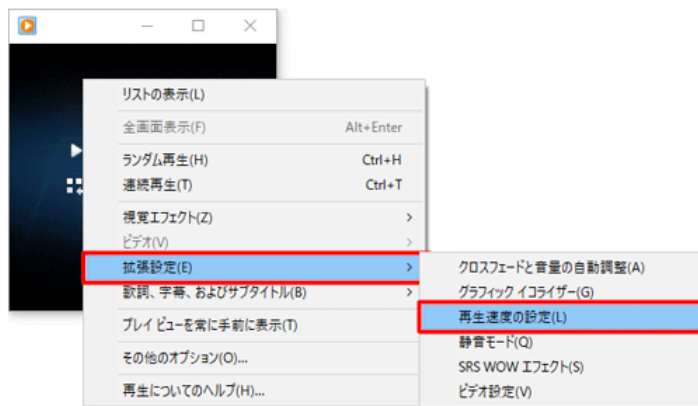 リストの表示(L)
全画面表示(F) Alt+Enter
ランダム再生(H) Ctrl+H
連続再生(T) Ctrl+T
視覚エフェクト(Z)
ビデオ(V)
拡張設定(E)
歌詞、字幕、およびサブタイトル(B)
プレイ ビューを常に手前に表示(T)
その他のオプション(O)...
再生についてのヘルプ(H)...
クロスフェードと音量の自動調整(A)
グラフィック イコライザー(G)
再生速度の設定(L)
静音モード(Q)
SRS WOW エフェクト(S)
ビデオ設定(V)